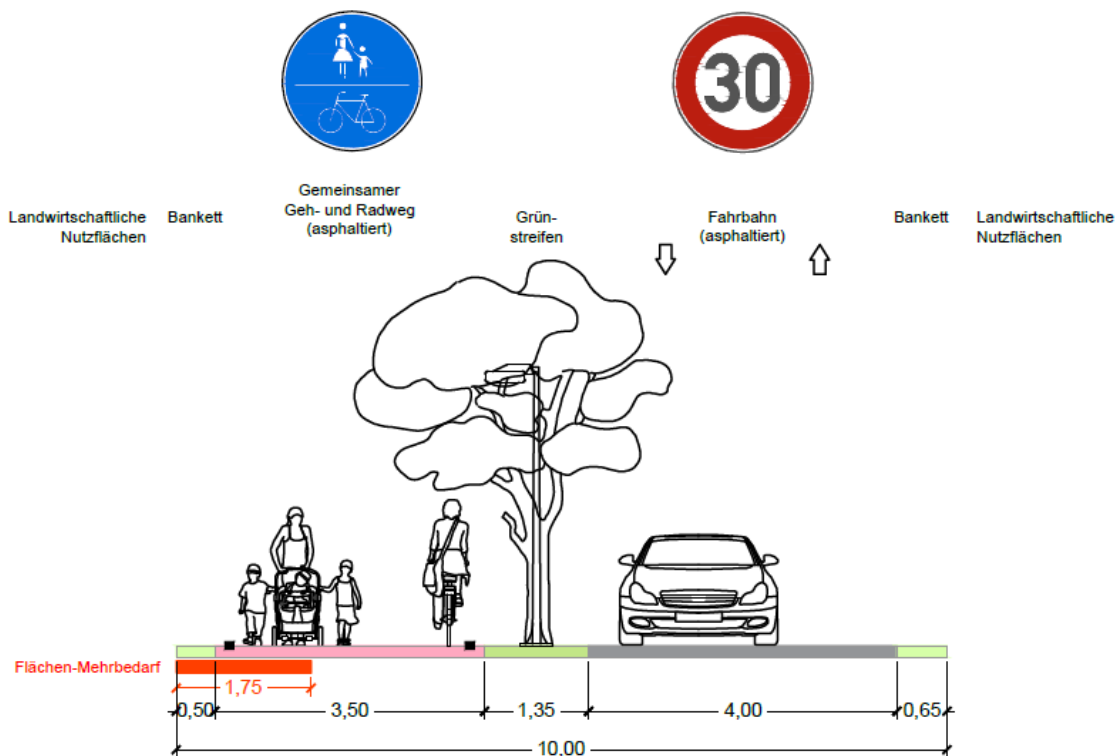 30
Gemeinsamer
Geh- und Radweg
(asphaltiert)
Landwirtschaftliche
Nutzflächen
Bankett
Grün-
streifen
Fahrbahn
(asphaltiert)
Bankett
Landwirtschaftliche
Nutzflächen
Flächen-Mehrbedarf
1,75
0,50
3,50
1,35
4,00
0,65
10,00